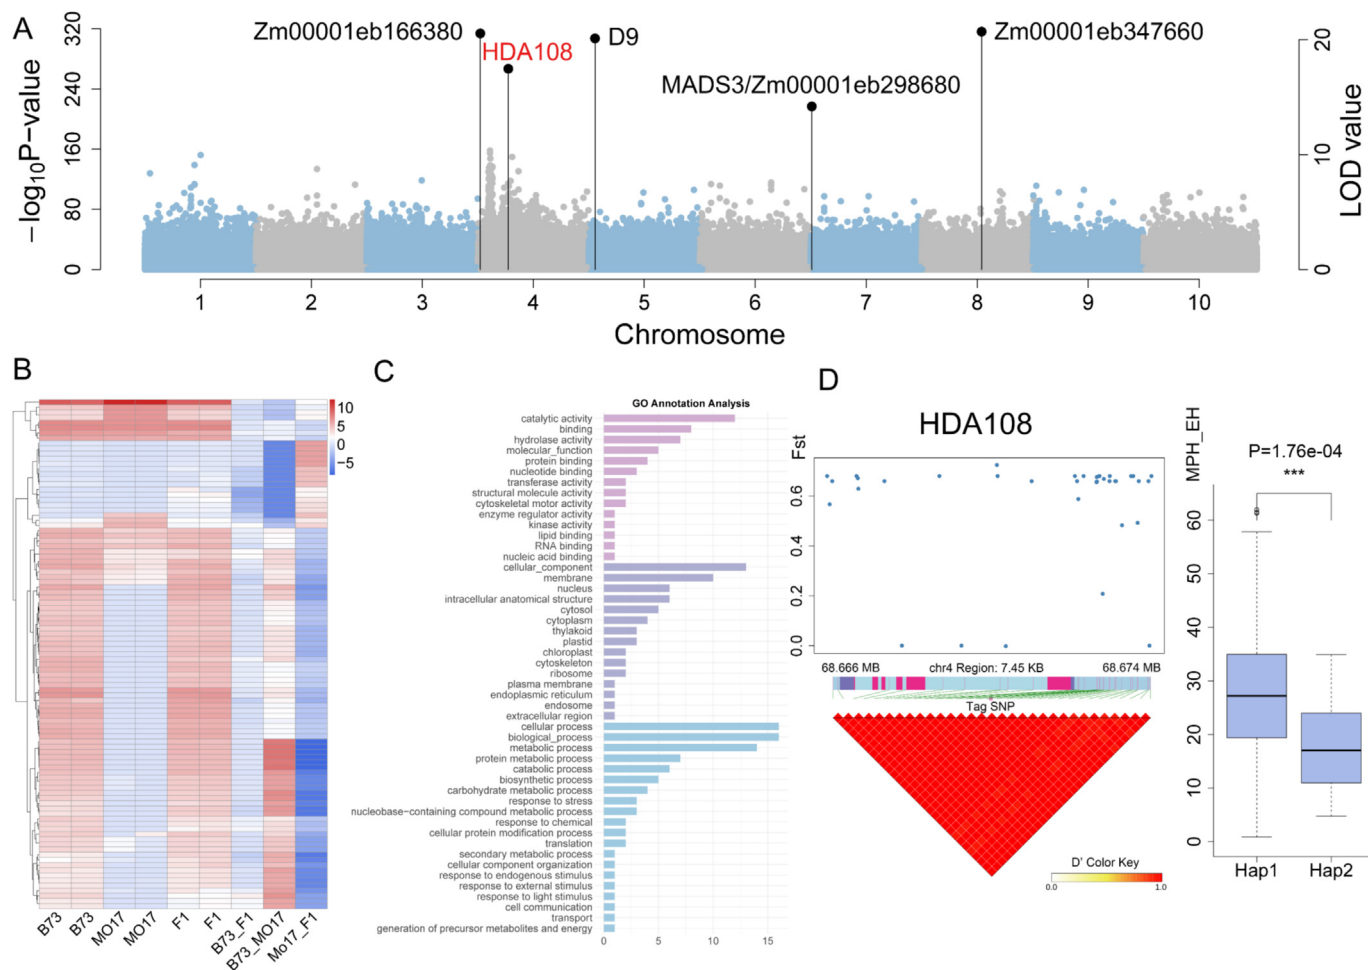 A
Zm00001eb166380
HDA108
D9
MADS3/Zm00001eb298680
Zm00001eb347660
−log10P−value
0 80 160 240 320
LOD value
0 10 20
1 2 3 4 5 6 7 8 9 10
Chromosome
B
10
5
0
−5
B73 B73 MO17 MO17 F1 F1 B73_F1 B73_MO17 Mo17_F1
C
GO Annotation Analysis
catalytic activity
binding
hydrolase activity
molecular_function
protein binding
nucleotide binding
transferase activity
structural molecule activity
cytoskeletal motor activity
enzyme regulator activity
kinase activity
lipid binding
RNA binding
nucleic acid binding
cellular_component
membrane
nucleus
intracellular anatomical structure
cytosol
cytoplasm
thylakoid
plastid
chloroplast
cytoskeleton
ribosome
plasma membrane
endoplasmic reticulum
endosome
extracellular region
cellular process
biological_process
metabolic process
protein metabolic process
catabolic process
biosynthetic process
carbohydrate metabolic process
response to stress
nucleobase−containing compound metabolic process
response to chemical
cellular protein modification process
translation
secondary metabolic process
cellular component organization
response to endogenous stimulus
response to external stimulus
response to light stimulus
cell communication
transport
generation of precursor metabolites and energy
0 5 10 15
D
HDA108
Fst
0.0 0.2 0.4 0.6
68.666 MB chr4 Region: 7.45 KB 68.674 MB
Tag SNP
D' Color Key
0.0 1.0
MPH_EH
P=1.76e-04
***
0 10 20 30 40 50 60
Hap1 Hap2